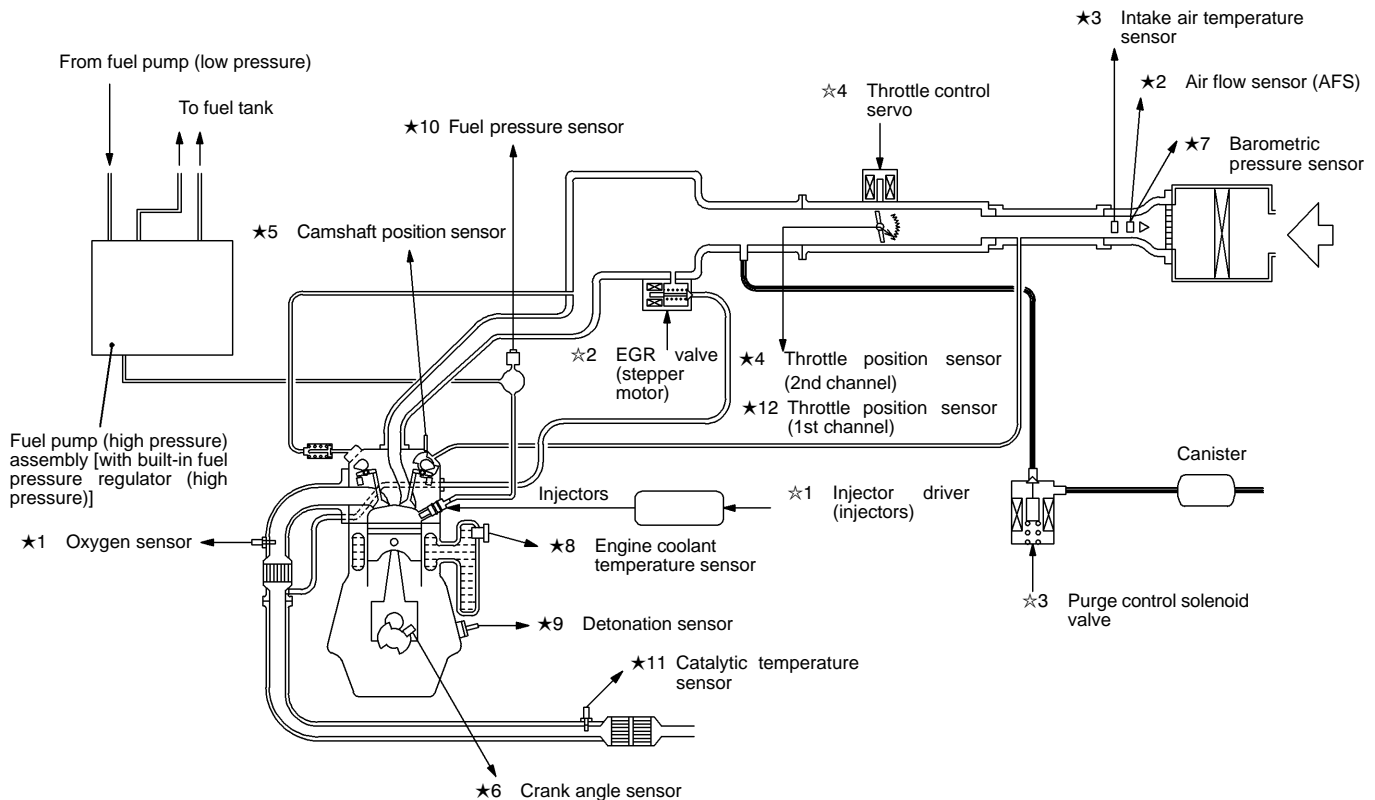 ★3 Intake air temperature
sensor
From fuel pump (low pressure)
★2 Air flow sensor (AFS)
☆4 Throttle control
servo
To fuel tank
★10 Fuel pressure sensor
★7 Barometric
pressure sensor
★5 Camshaft position sensor
☆2 EGR valve
(stepper
motor)
★4 Throttle position sensor
(2nd channel)
★12 Throttle position sensor
(1st channel)
Fuel pump (high pressure)
assembly [with built-in fuel
pressure regulator (high
pressure)]
Canister
Injectors
☆1 Injector driver
(injectors)
★1 Oxygen sensor
★8 Engine coolant
temperature sensor
☆3 Purge control solenoid
valve
★9 Detonation sensor
★11 Catalytic temperature
sensor
★6 Crank angle sensor